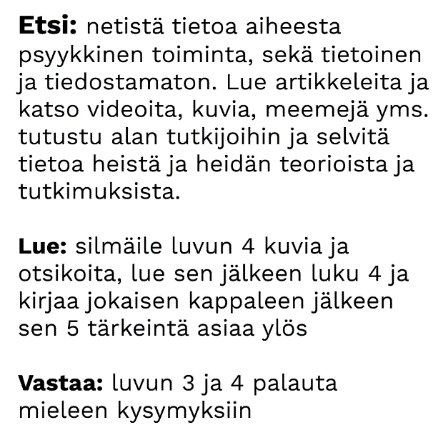 Etsi: netistä tietoa aiheesta
psyykkinen toiminta, sekä tietoinen
ja tiedostamaton. Lue artikkeleita ja
katso videoita, kuvia, meemejä yms.
tutustu alan tutkijoihin ja selvitä
tietoa heistä ja heidän teorioista ja
tutkimuksista.
Lue: silmäile luvun 4 kuvia ja
otsikoita, lue sen jälkeen luku 4 ja
kirjaa jokaisen kappaleen jälkeen
sen 5 tärkeintä asiaa ylös
Vastaa: luvun 3 ja 4 palauta
mieleen kysymyksiin